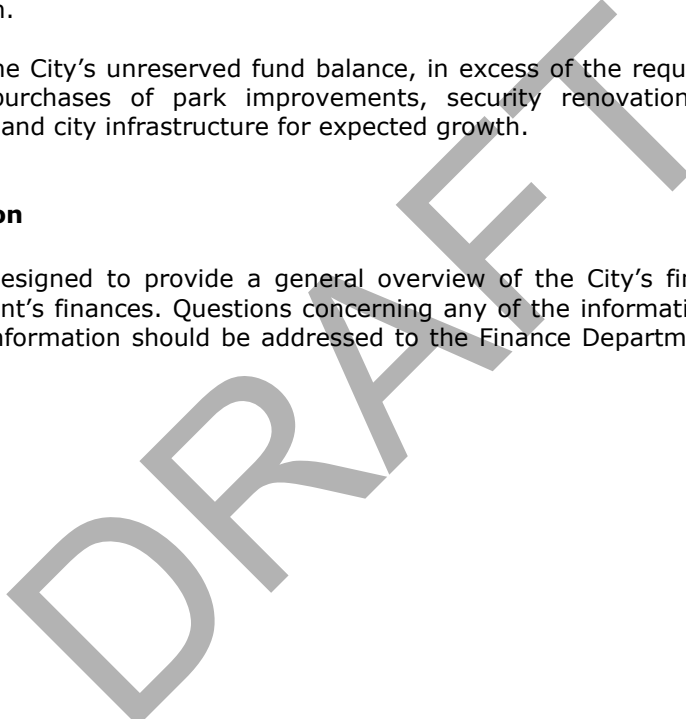 he City's unreserved fund balance, in excess of the requ
purchases of park improvements, security renovation
and city infrastructure for expected growth.
on
esigned to provide a general overview of the City's fin
nt's finances. Questions concerning any of the informati
nformation should be addressed to the Finance Departm
DRAFT